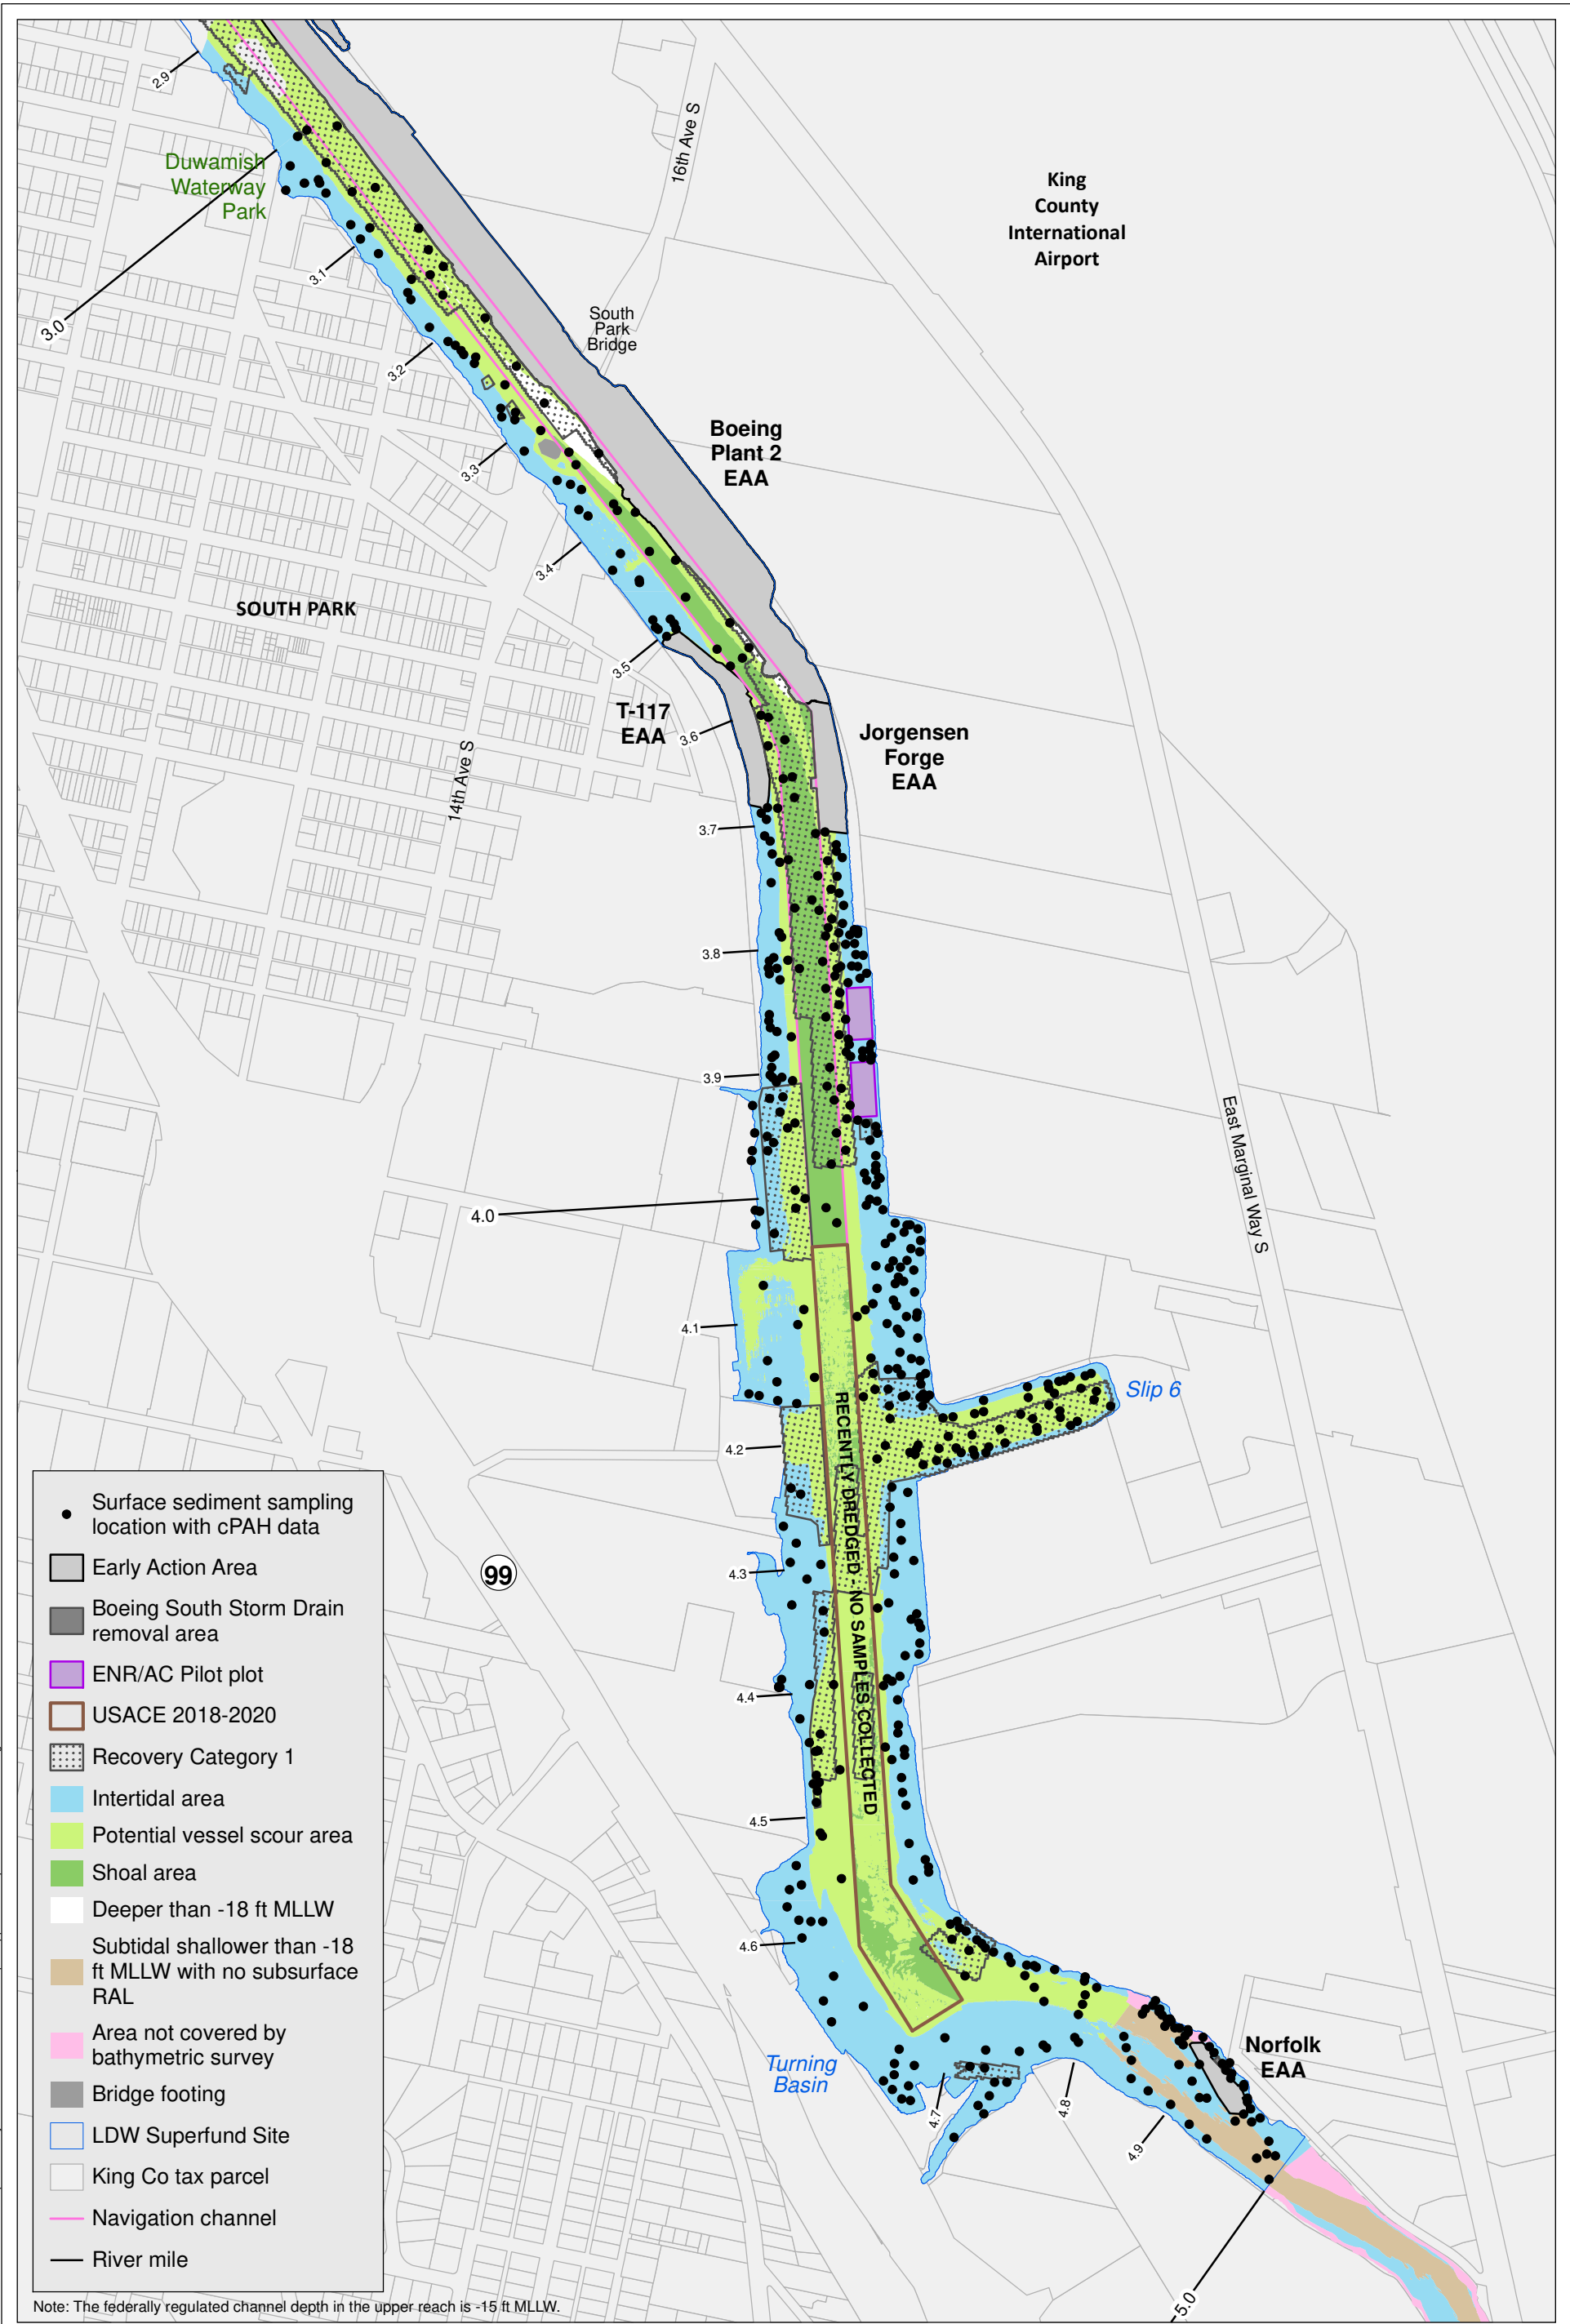 2.9
Duwamish
Waterway
Park
3.0
3.1
3.2
3.3
3.4
3.5
3.6
3.7
3.8
3.9
4.0
4.1
4.2
4.3
4.4
4.5
4.6
4.7
4.8
4.9
5.0
16th Ave S
King
County
International
Airport
South
Park
Bridge
Boeing
Plant 2
EAA
SOUTH PARK
T-117
EAA
Jorgensen
Forge
EAA
14th Ave S
East Marginal Way S
Slip 6
RECENTLY DREDGED - NO SAMPLES COLLECTED
99
Turning
Basin
Norfolk
EAA
Surface sediment sampling
location with cPAH data
Early Action Area
Boeing South Storm Drain
removal area
ENR/AC Pilot plot
USACE 2018-2020
Recovery Category 1
Intertidal area
Potential vessel scour area
Shoal area
Deeper than -18 ft MLLW
Subtidal shallower than -18
ft MLLW with no subsurface
RAL
Area not covered by
bathymetric survey
Bridge footing
LDW Superfund Site
King Co tax parcel
Navigation channel
River mile
Note: The federally regulated channel depth in the upper reach is -15 ft MLLW.